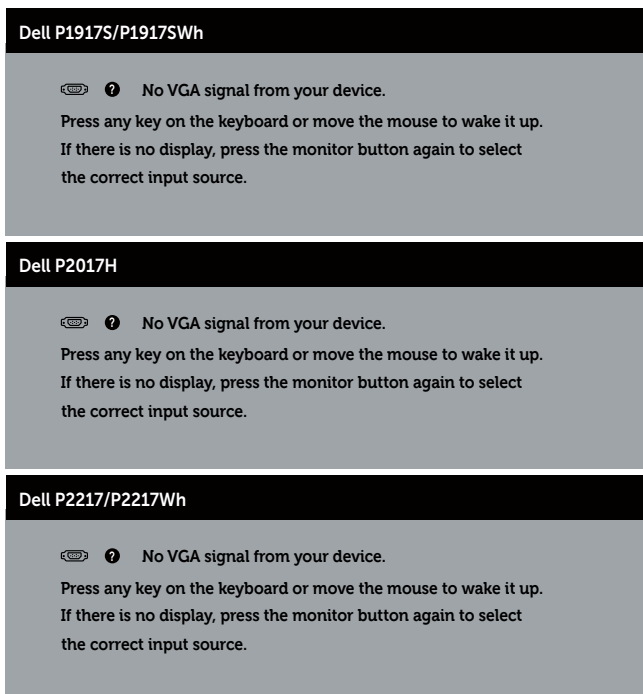 Dell P1917S/P1917SWh
No VGA signal from your device.
Press any key on the keyboard or move the mouse to wake it up.
If there is no display, press the monitor button again to select
the correct input source.
Dell P2017H
No VGA signal from your device.
Press any key on the keyboard or move the mouse to wake it up.
If there is no display, press the monitor button again to select
the correct input source.
Dell P2217/P2217Wh
No VGA signal from your device.
Press any key on the keyboard or move the mouse to wake it up.
If there is no display, press the monitor button again to select
the correct input source.